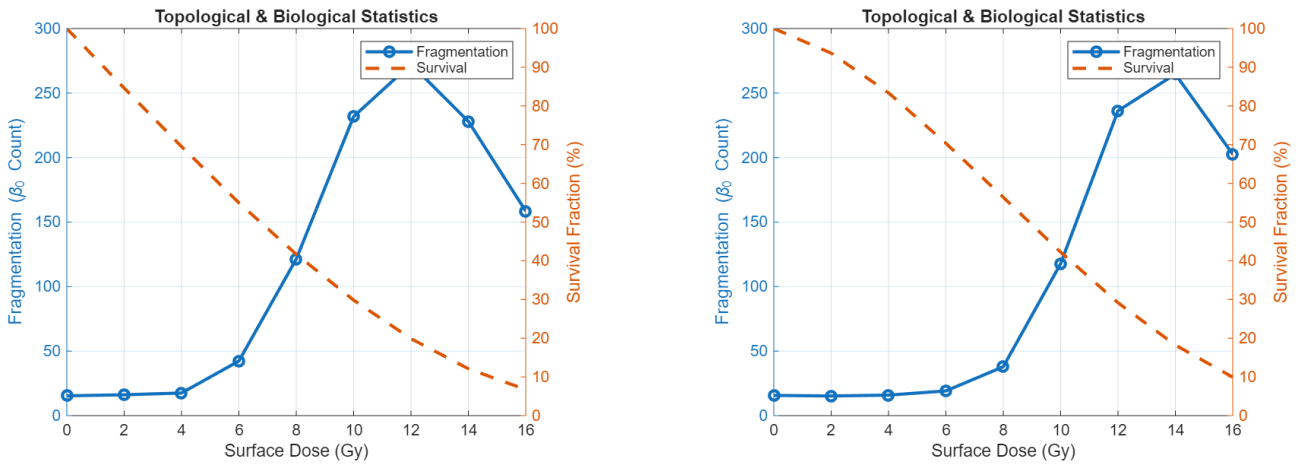 Topological & Biological Statistics
300
250
200
150
100
50
0
Fragmentation (β₀ Count)
Fragmentation
Survival
100
90
80
70
60
50
40
30
20
10
0
Survival Fraction (%)
0 2 4 6 8 10 12 14 16
Surface Dose (Gy)
Topological & Biological Statistics
300
250
200
150
100
50
0
Fragmentation (β₀ Count)
Fragmentation
Survival
100
90
80
70
60
50
40
30
20
10
0
Survival Fraction (%)
0 2 4 6 8 10 12 14 16
Surface Dose (Gy)